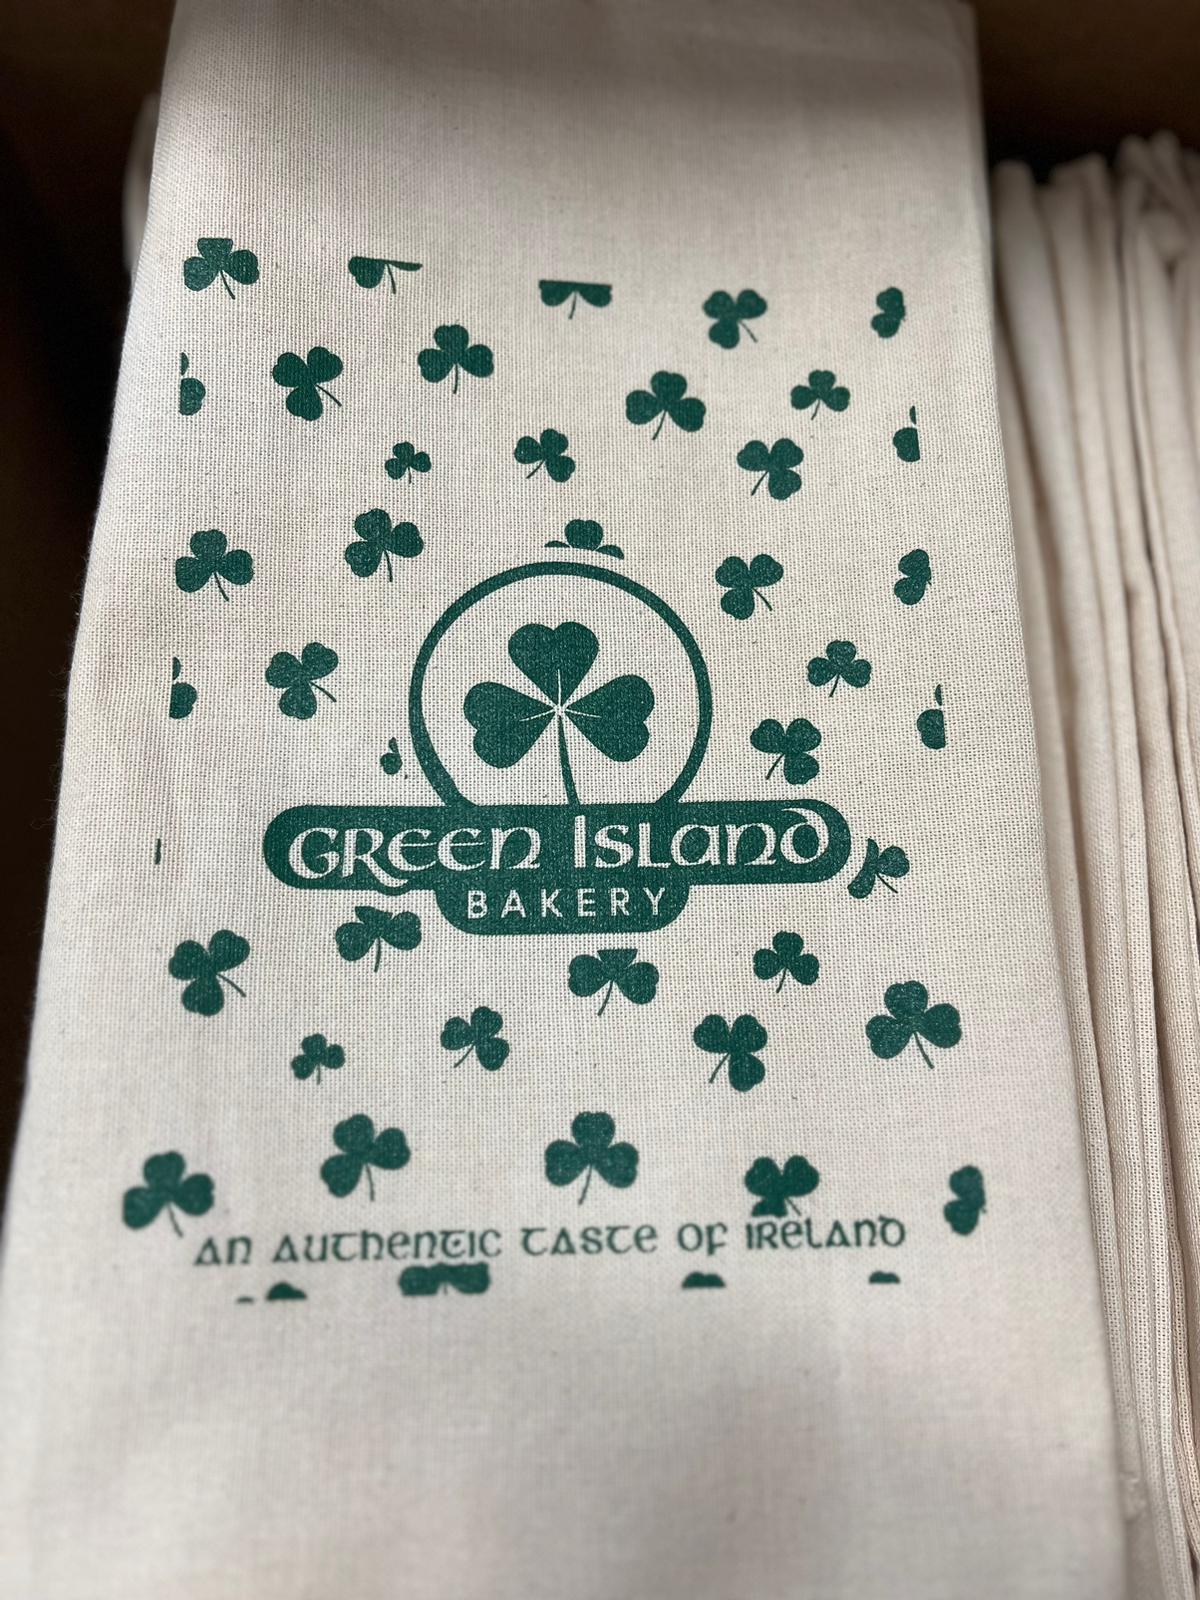 GREEN ISLAND
BAKERY
AN AUTHENTIC TASTE OF IRELAND